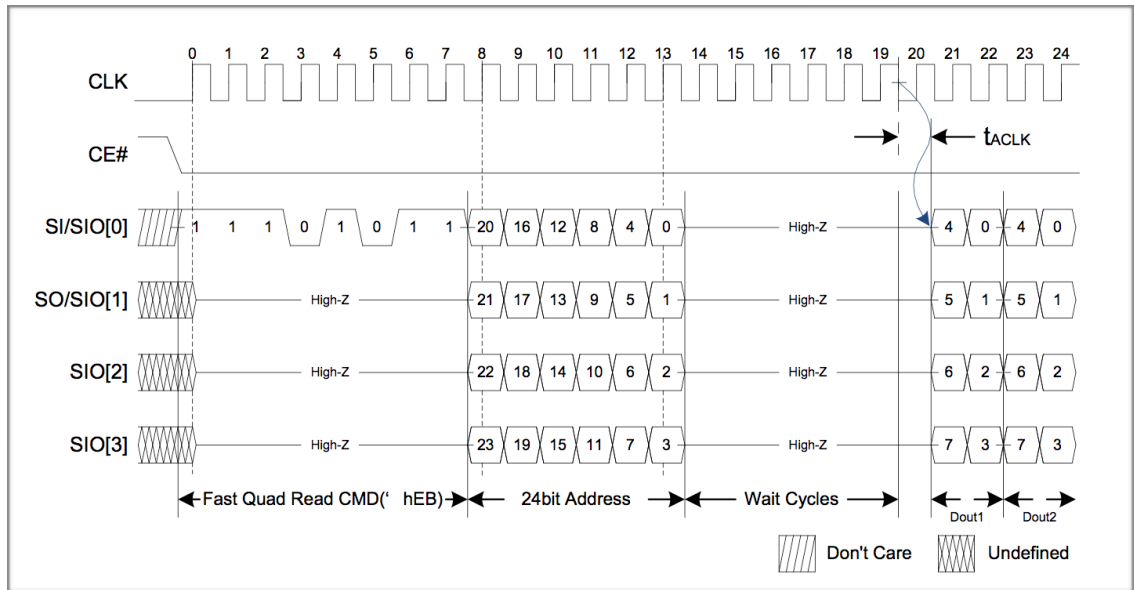 0 1 2 3 4 5 6 7 8 9 10 11 12 13 14 15 16 17 18 19 20 21 22 23 24
CLK
tACLK
CE#
SI/SIO[0] 1 1 1 0 1 0 1 1 20 16 12 8 4 0 High-Z 4 0 4 0
SO/SIO[1] High-Z 21 17 13 9 5 1 High-Z 5 1 5 1
SIO[2] High-Z 22 18 14 10 6 2 High-Z 6 2 6 2
SIO[3] High-Z 23 19 15 11 7 3 High-Z 7 3 7 3
Fast Quad Read CMD(‘ hEB) 24bit Address Wait Cycles
Dout1 Dout2
Don't Care Undefined